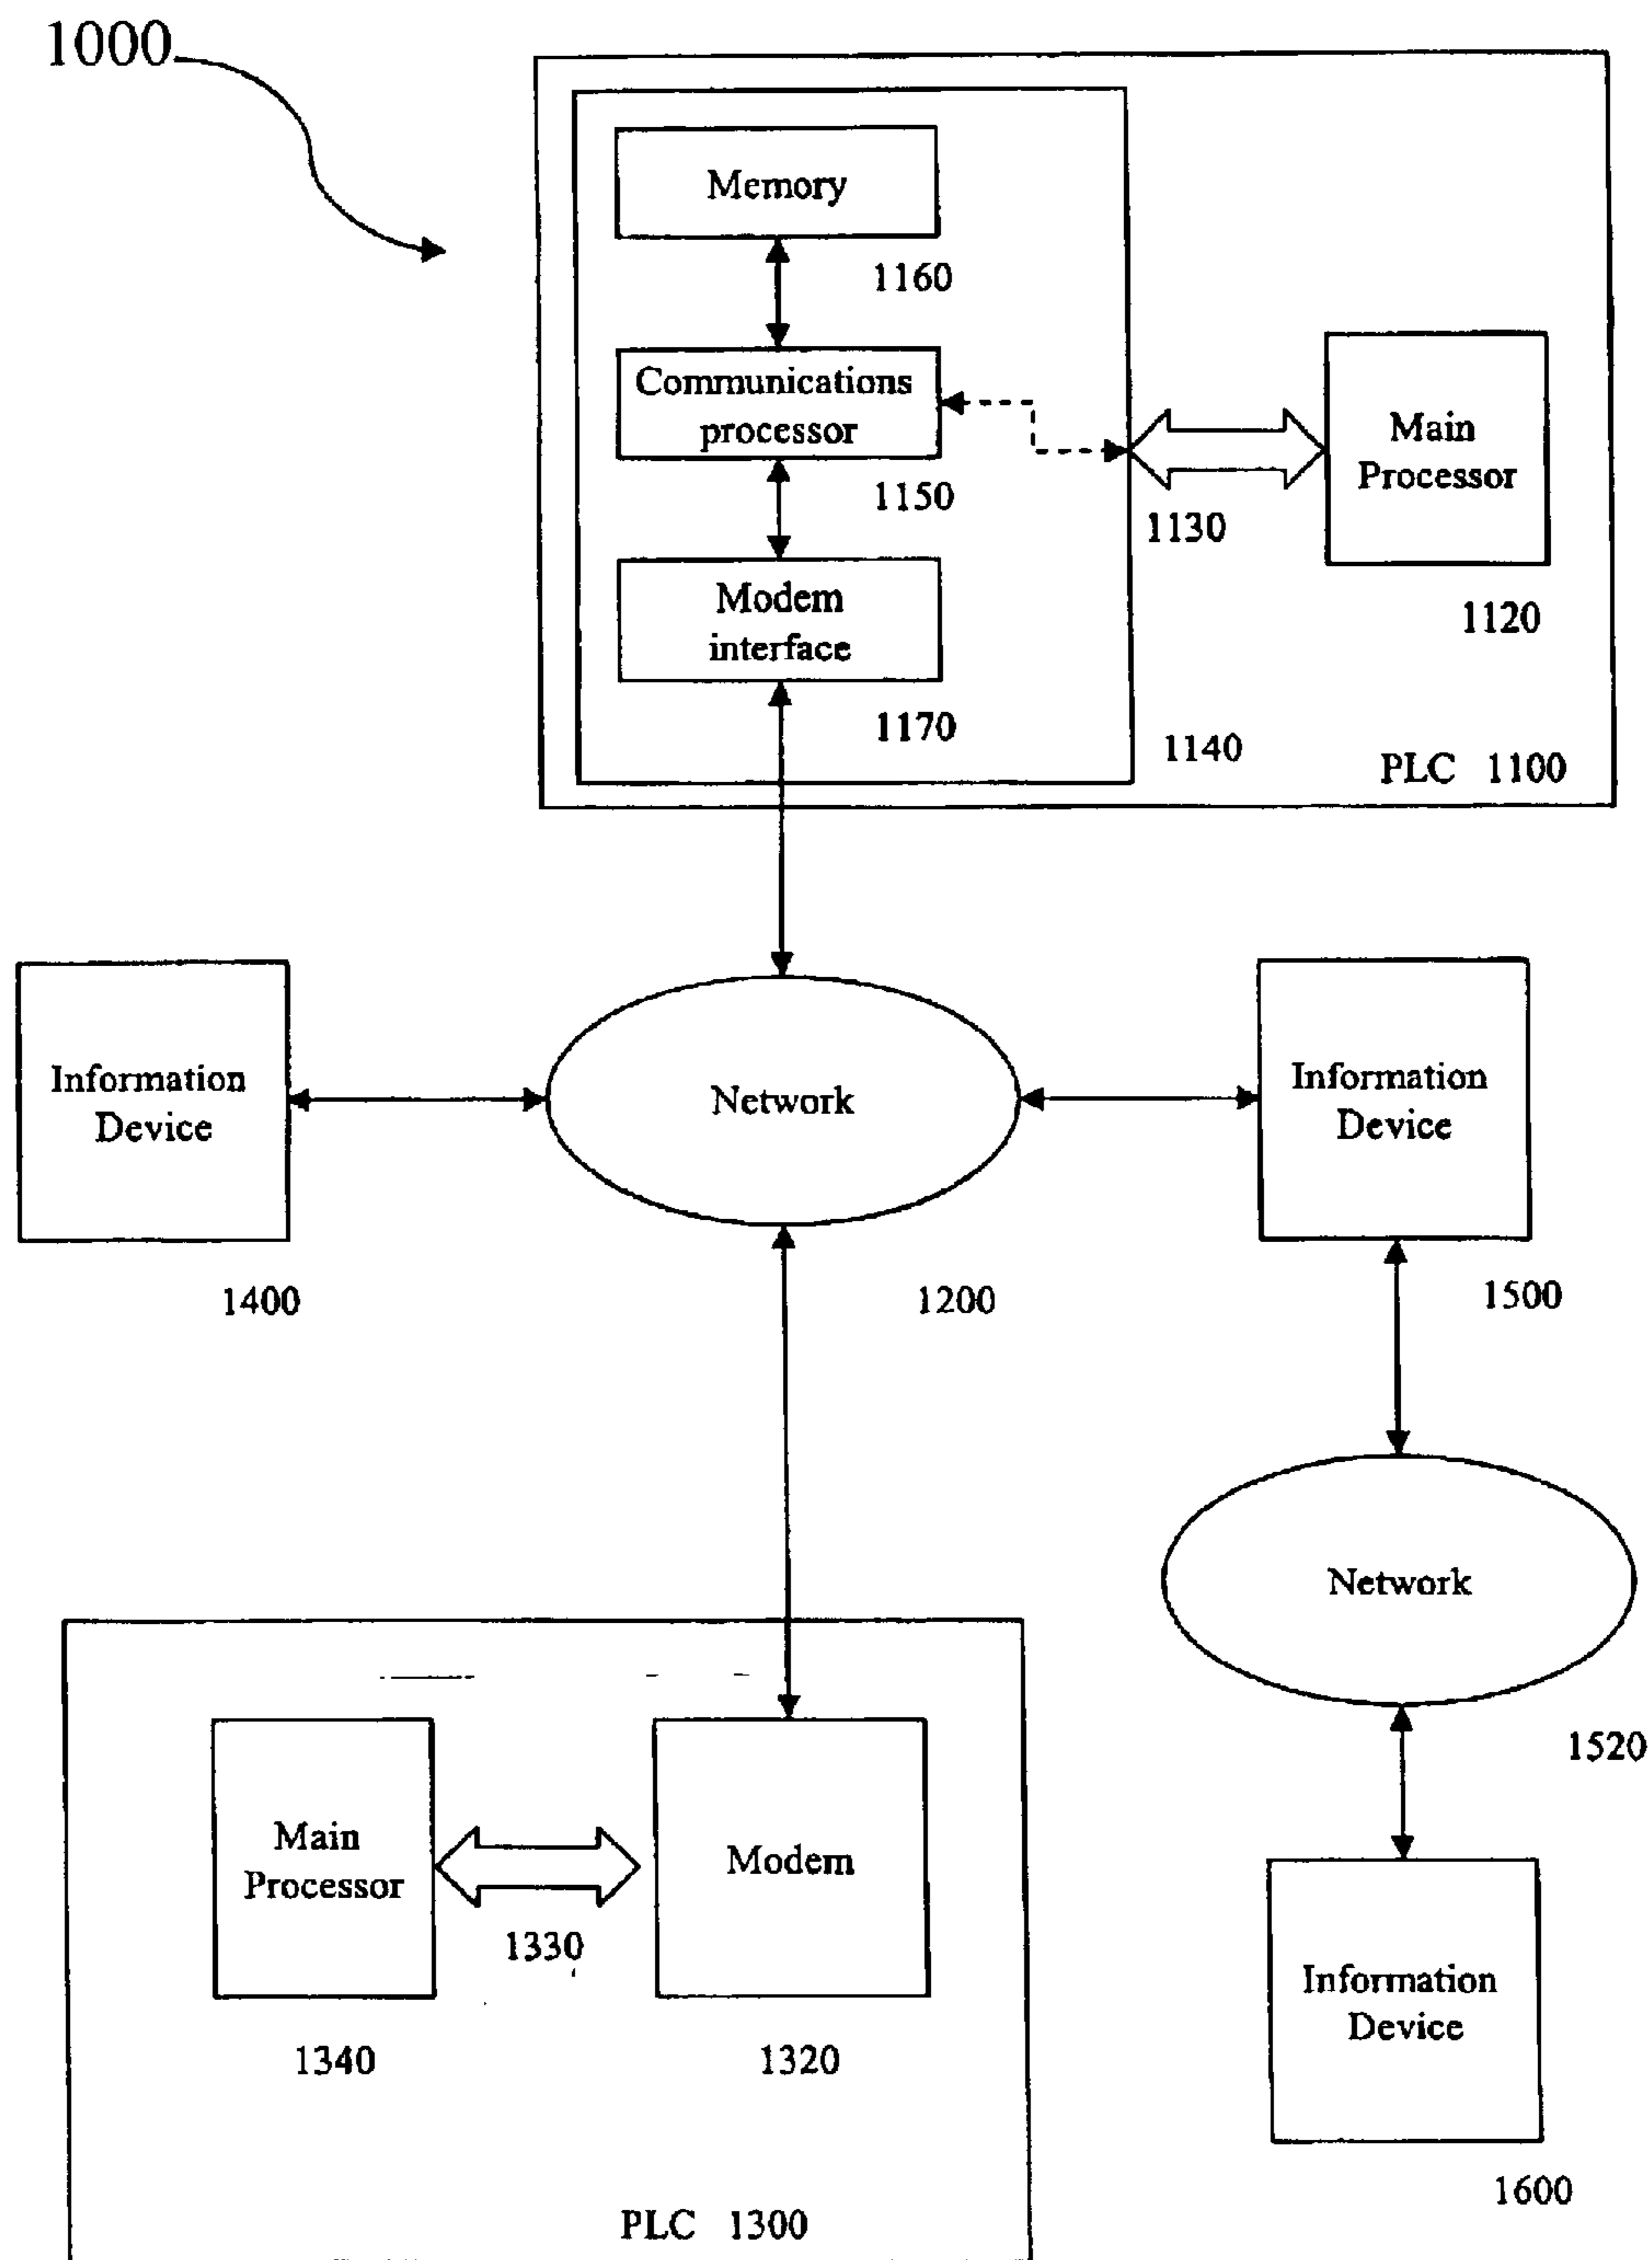 1000
Memory
1160
Communications
processor
1150
1130
Main
Processor
1120
Modem
interface
1170
1140
PLC 1100
Information
Device
1400
Network
1200
Information
Device
1500
Network
1520
Main
Processor
1340
1330
Modem
1320
Information
Device
1600
PLC 1300